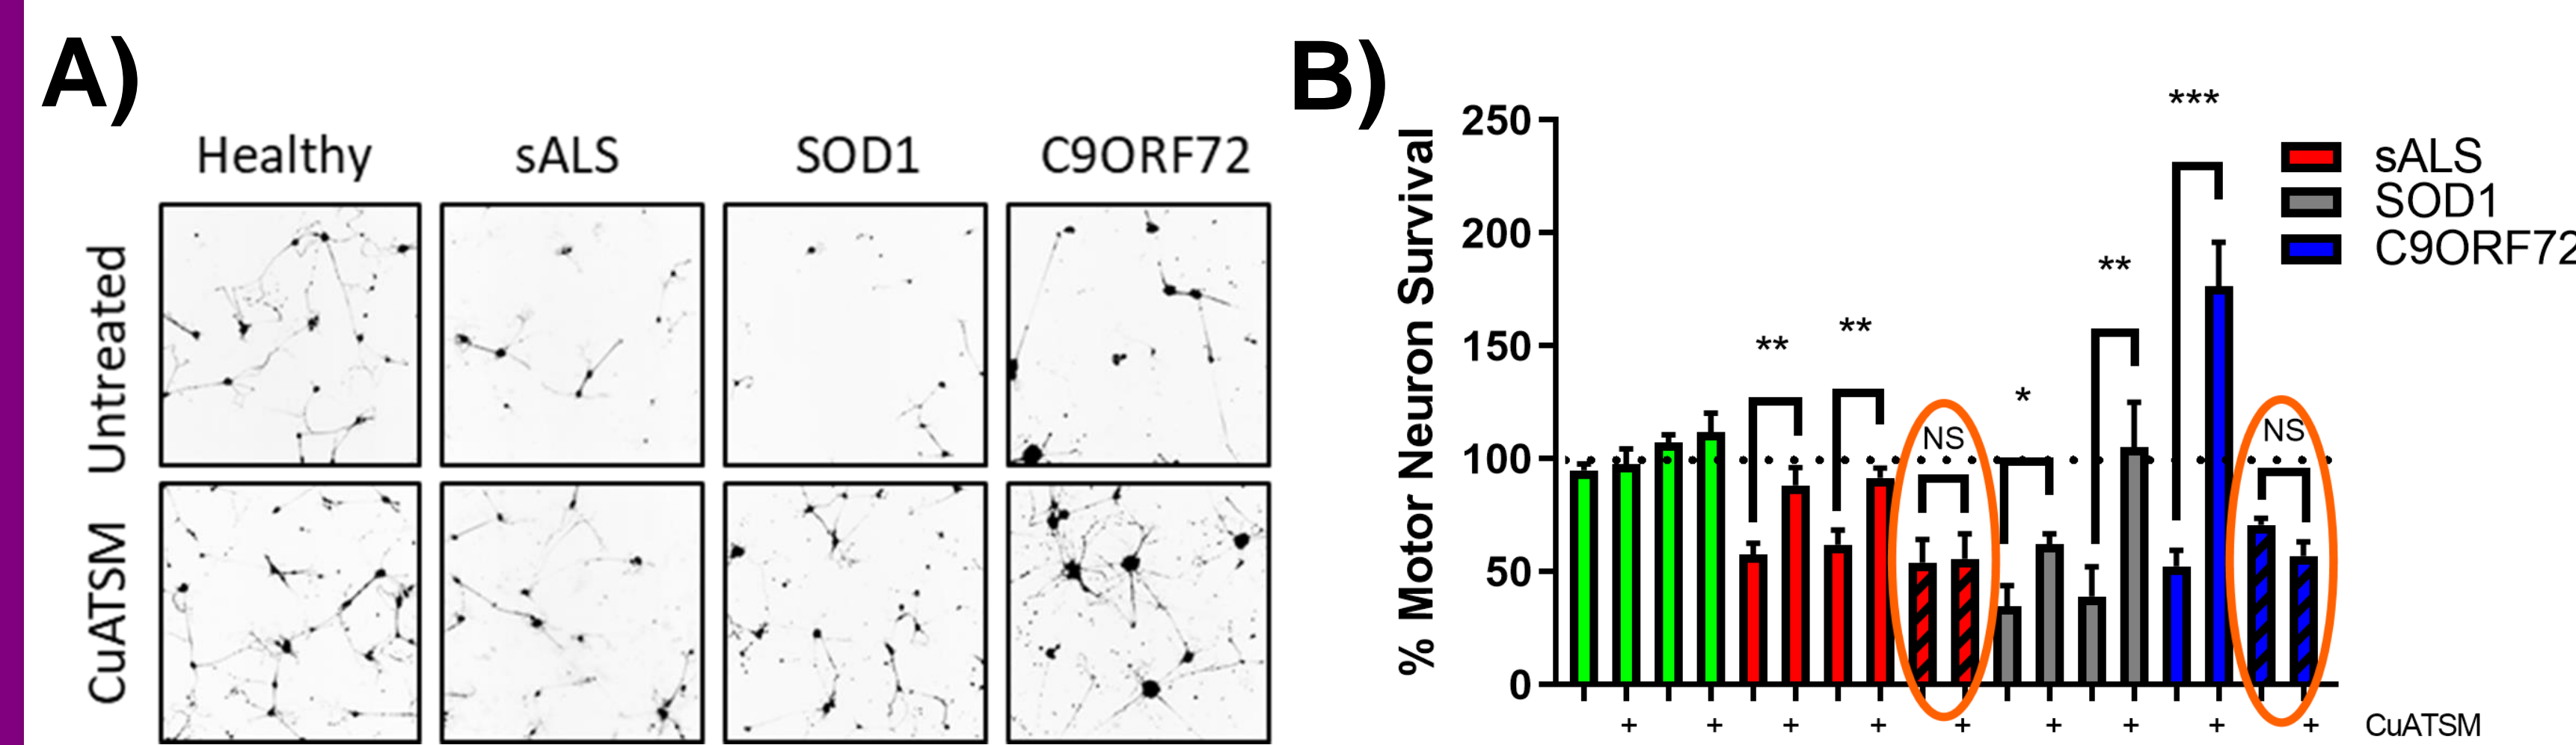 A)
Healthy sALS SOD1 C9ORF72
Untreated
CuATSM
B)
% Motor Neuron Survival
250
200
150
100
50
0
** ** NS * ** *** NS
sALS
SOD1
C9ORF72
+ + + + + + + + + CuATSM